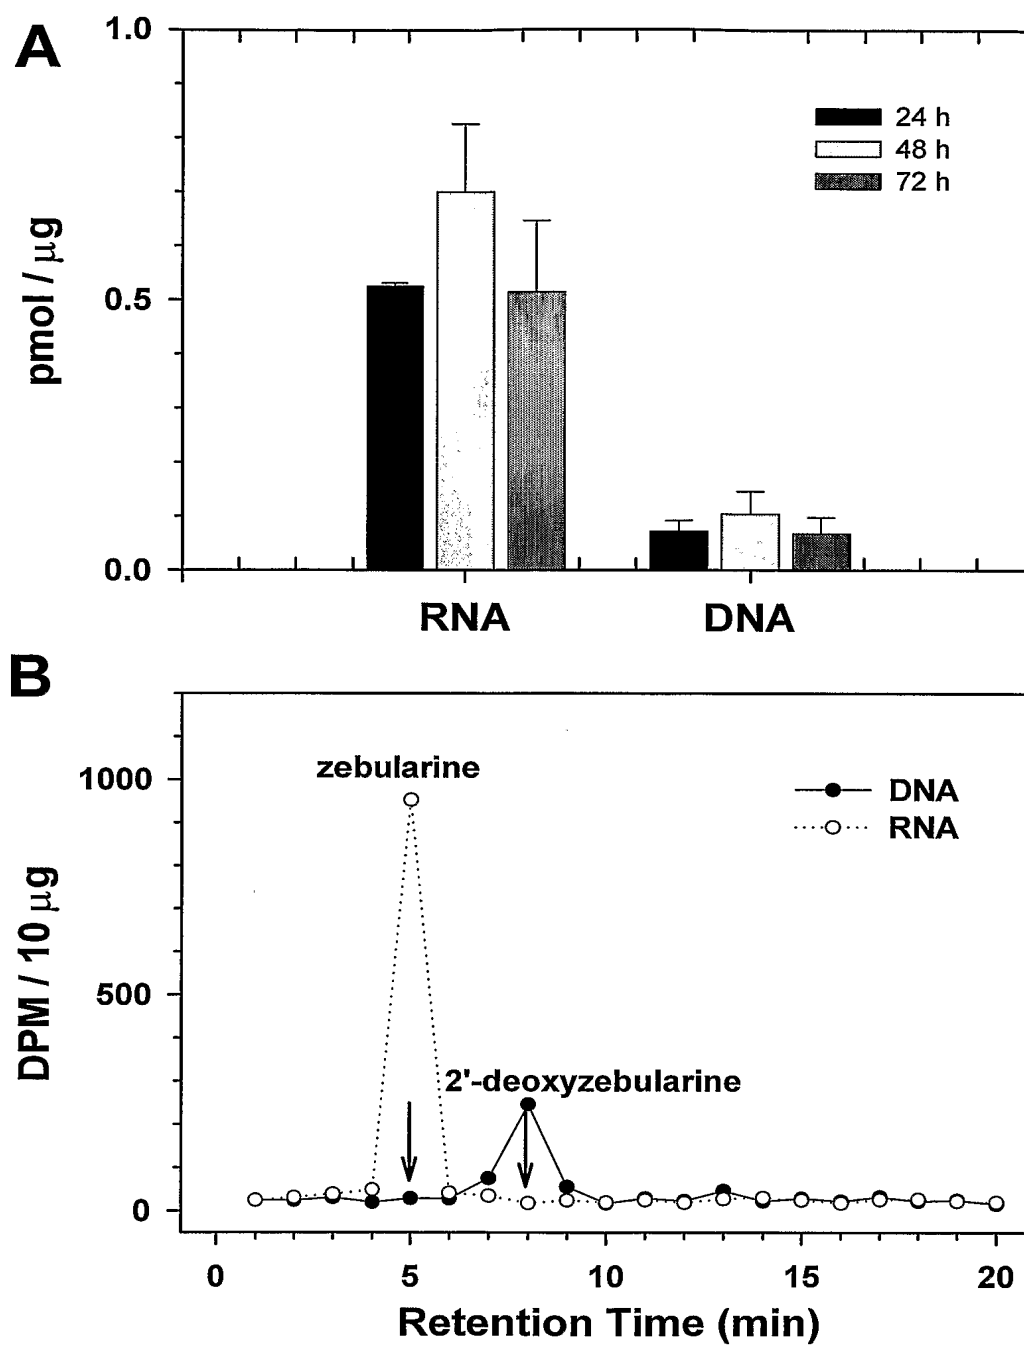 A
1.0
24 h
48 h
72 h
pmol / µg
0.5
0.0
RNA
DNA
B
zebularine
1000
DNA
RNA
DPM / 10 µg
500
2'-deoxyzebularine
0
0
5
10
15
20
Retention Time (min)